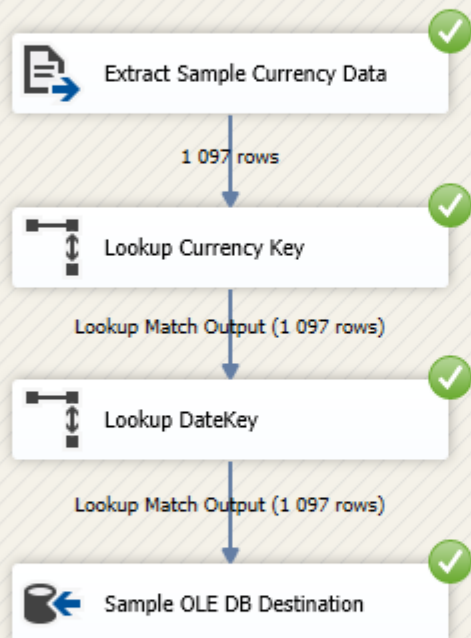 Extract Sample Currency Data
1 097 rows
Lookup Currency Key
Lookup Match Output (1 097 rows)
Lookup DateKey
Lookup Match Output (1 097 rows)
Sample OLE DB Destination